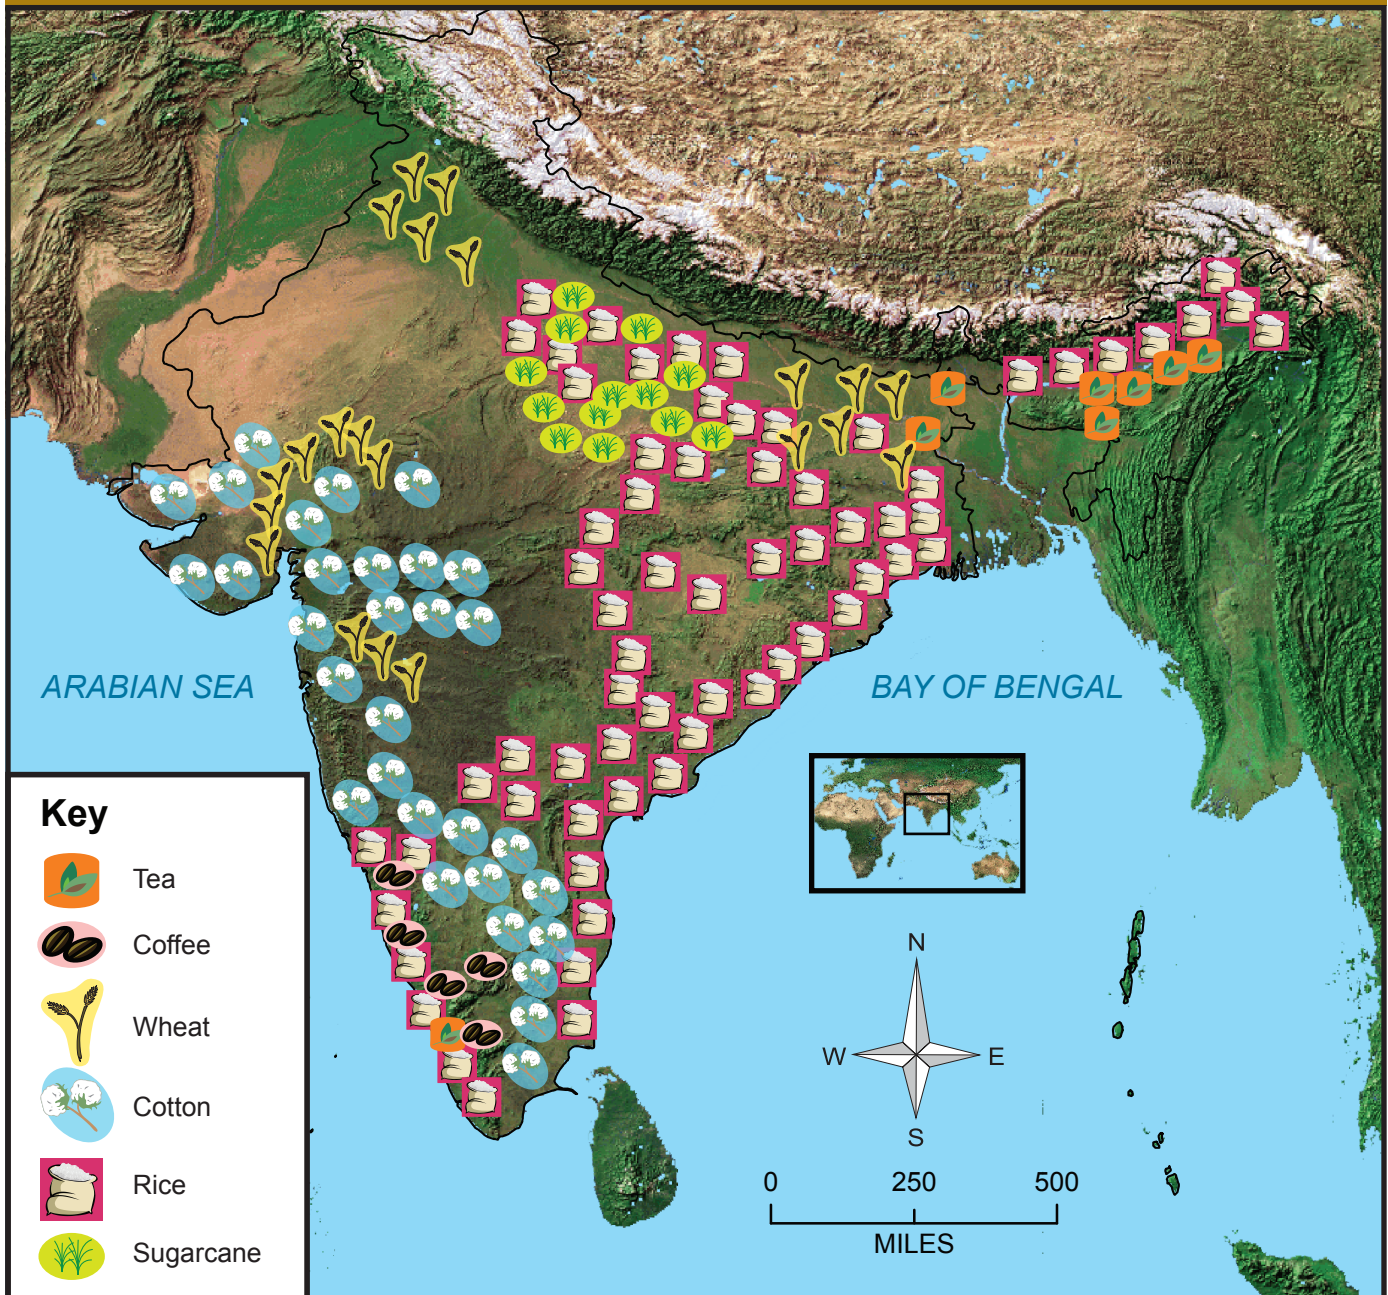 ARABIAN SEA
BAY OF BENGAL
Key
Tea
Coffee
Wheat
Cotton
Rice
Sugarcane
N
W
E
S
0 250 500
MILES